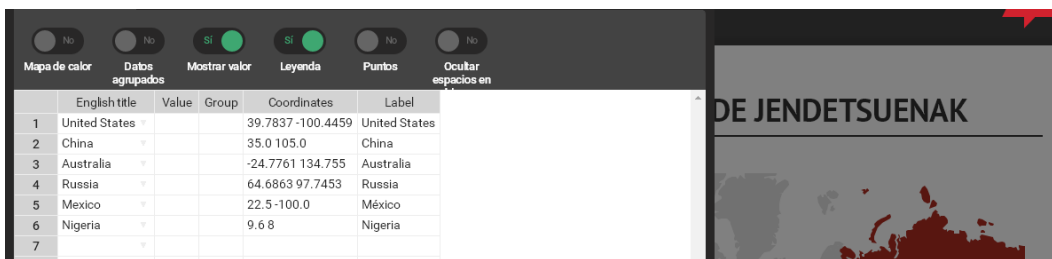 No No Sí Sí No No
Mapa de calor Datos agrupados Mostrar valor Leyenda Puntos Ocultar espacios en
English title Value Group Coordinates Label
1 United States 39.7837 -100.4459 United States
2 China 35.0 105.0 China
3 Australia -24.7761 134.755 Australia
4 Russia 64.6863 97.7453 Russia
5 Mexico 22.5 -100.0 México
6 Nigeria 9.6 8 Nigeria
7
DE JENDETSUENAK